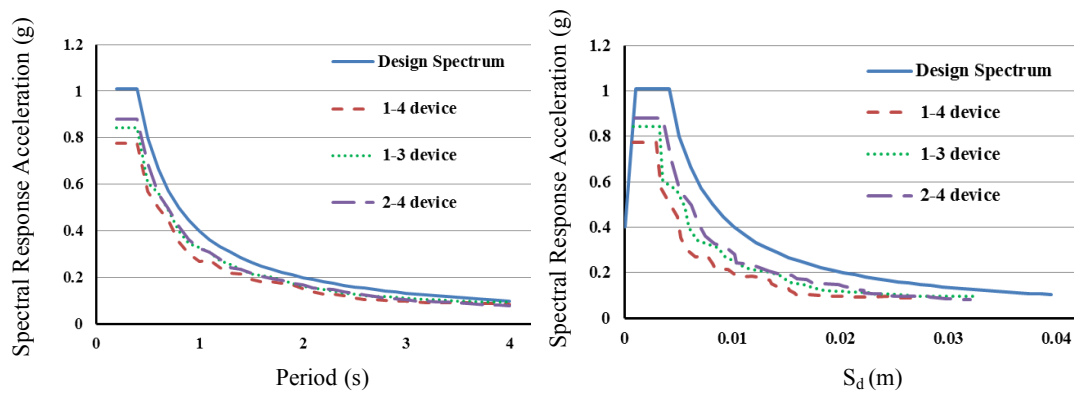 Spectral Response Acceleration (g)
1.2
1
0.8
0.6
0.4
0.2
0
0
1
2
3
4
Period (s)
Design Spectrum
1-4 device
1-3 device
2-4 device
Spectral Response Acceleration (g)
1.2
1
0.8
0.6
0.4
0.2
0
0
0.01
0.02
0.03
0.04
S_d (m)
Design Spectrum
1-4 device
1-3 device
2-4 device